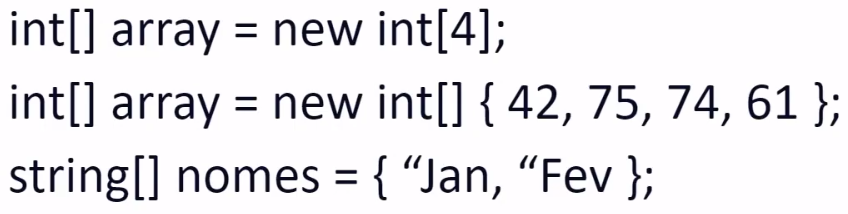 int[] array = new int[4];
int[] array = new int[] { 42, 75, 74, 61 };
string[] nomes = { “Jan, “Fev };